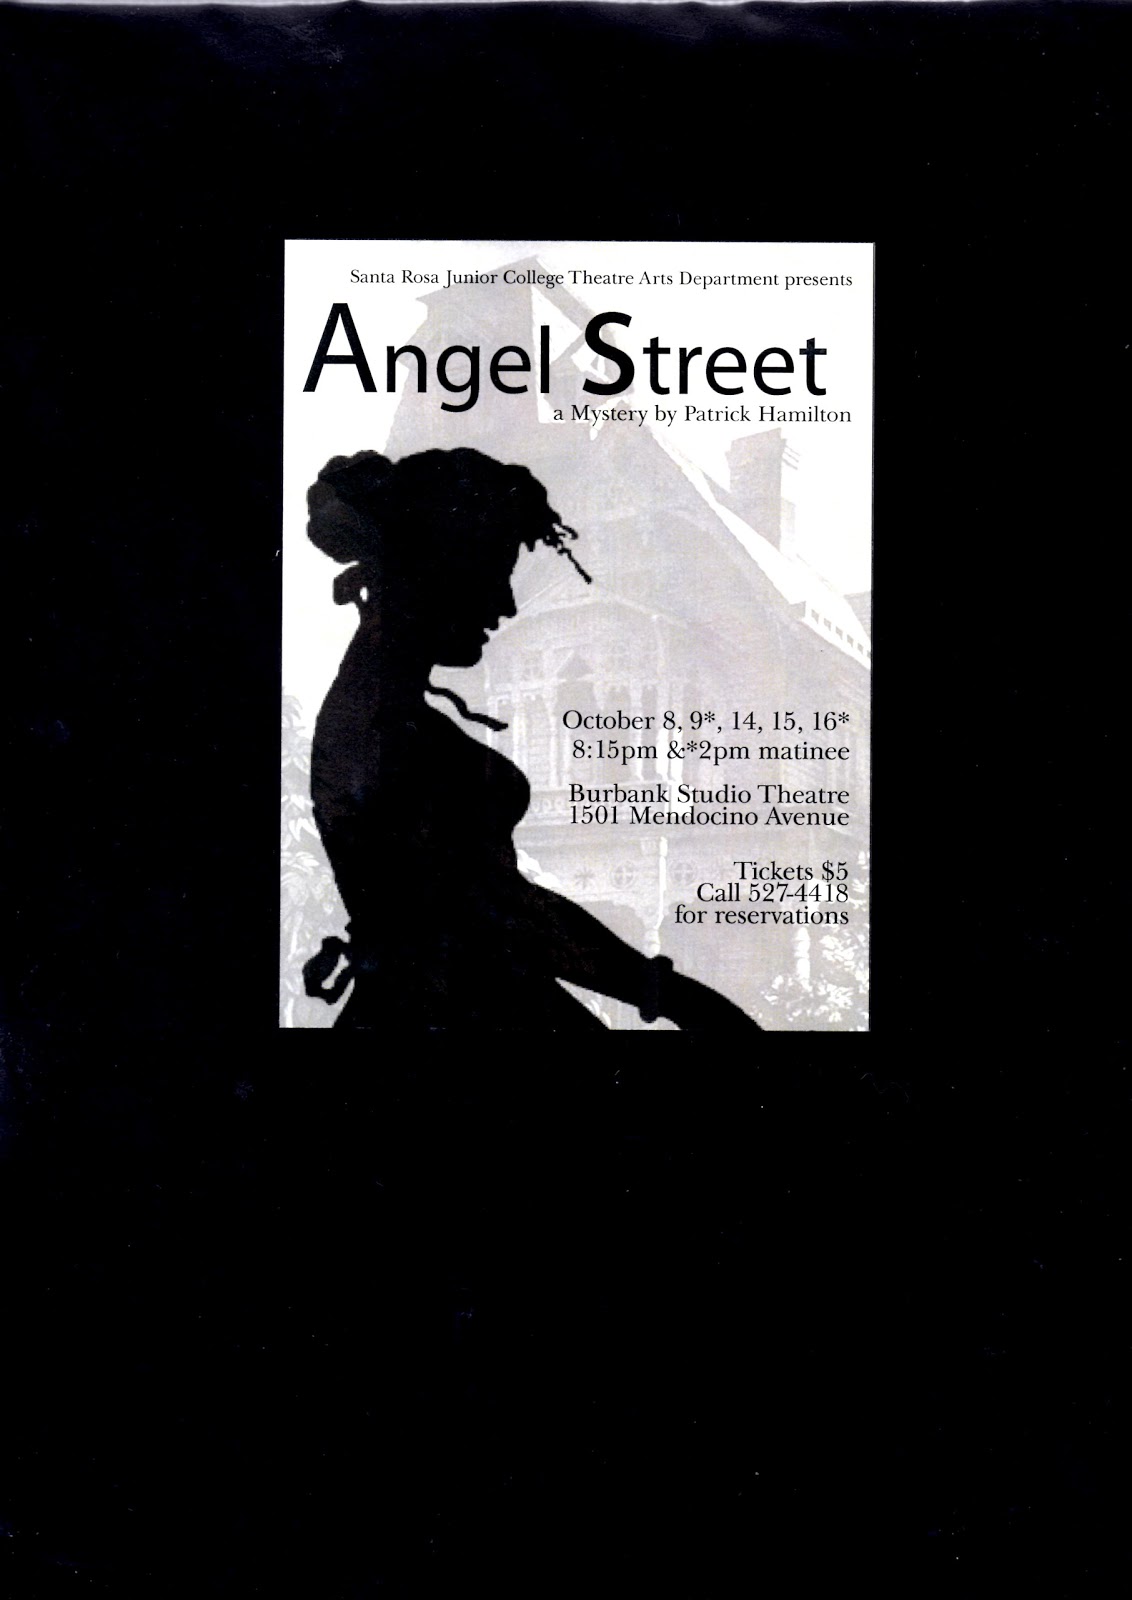 Santa Rosa Junior College Theatre Arts Department presents
Angel Street
a Mystery by Patrick Hamilton
October 8, 9*, 14, 15, 16*
8:15pm &*2pm matinee
Burbank Studio Theatre
1501 Mendocino Avenue
Tickets $5
Call 527-4418
for reservations